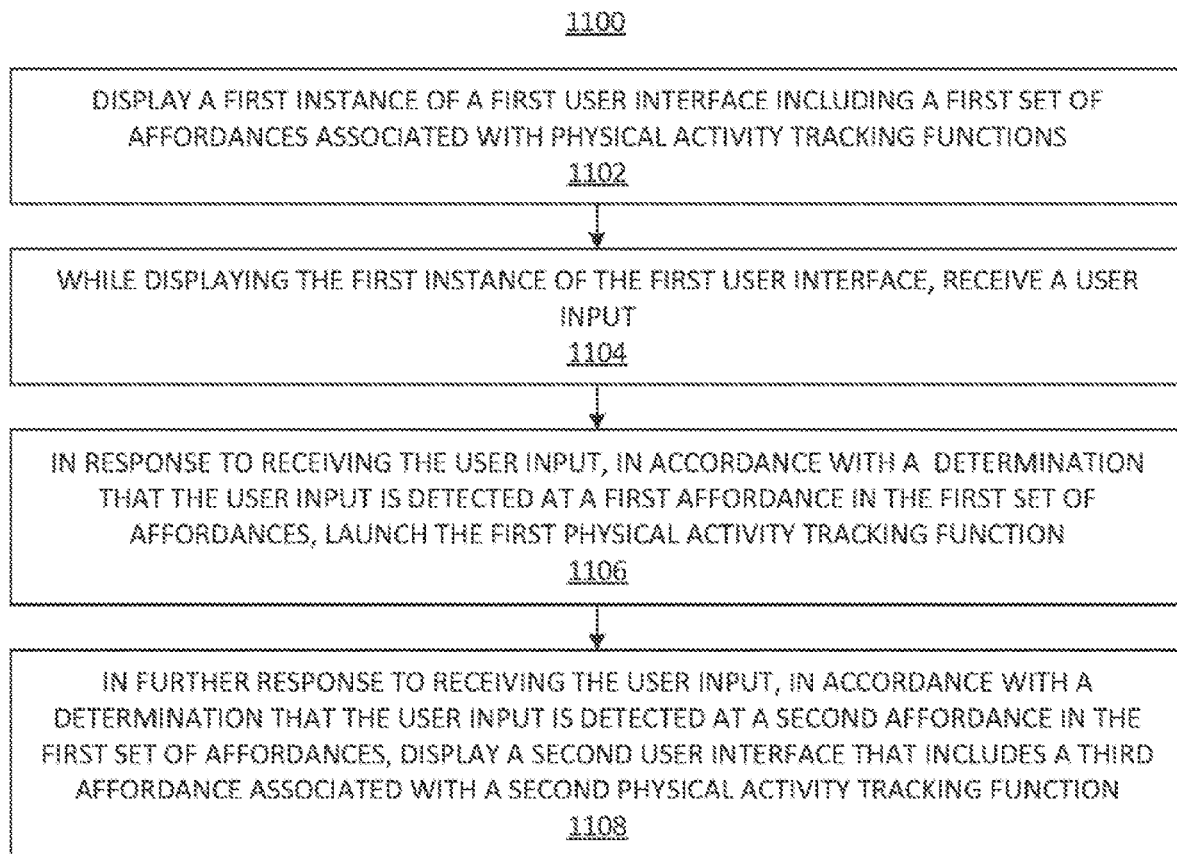 1100
DISPLAY A FIRST INSTANCE OF A FIRST USER INTERFACE INCLUDING A FIRST SET OF
AFFORDANCES ASSOCIATED WITH PHYSICAL ACTIVITY TRACKING FUNCTIONS
1102
WHILE DISPLAYING THE FIRST INSTANCE OF THE FIRST USER INTERFACE, RECEIVE A USER
INPUT
1104
IN RESPONSE TO RECEIVING THE USER INPUT, IN ACCORDANCE WITH A DETERMINATION
THAT THE USER INPUT IS DETECTED AT A FIRST AFFORDANCE IN THE FIRST SET OF
AFFORDANCES, LAUNCH THE FIRST PHYSICAL ACTIVITY TRACKING FUNCTION
1106
IN FURTHER RESPONSE TO RECEIVING THE USER INPUT, IN ACCORDANCE WITH A
DETERMINATION THAT THE USER INPUT IS DETECTED AT A SECOND AFFORDANCE IN THE
FIRST SET OF AFFORDANCES, DISPLAY A SECOND USER INTERFACE THAT INCLUDES A THIRD
AFFORDANCE ASSOCIATED WITH A SECOND PHYSICAL ACTIVITY TRACKING FUNCTION
1108